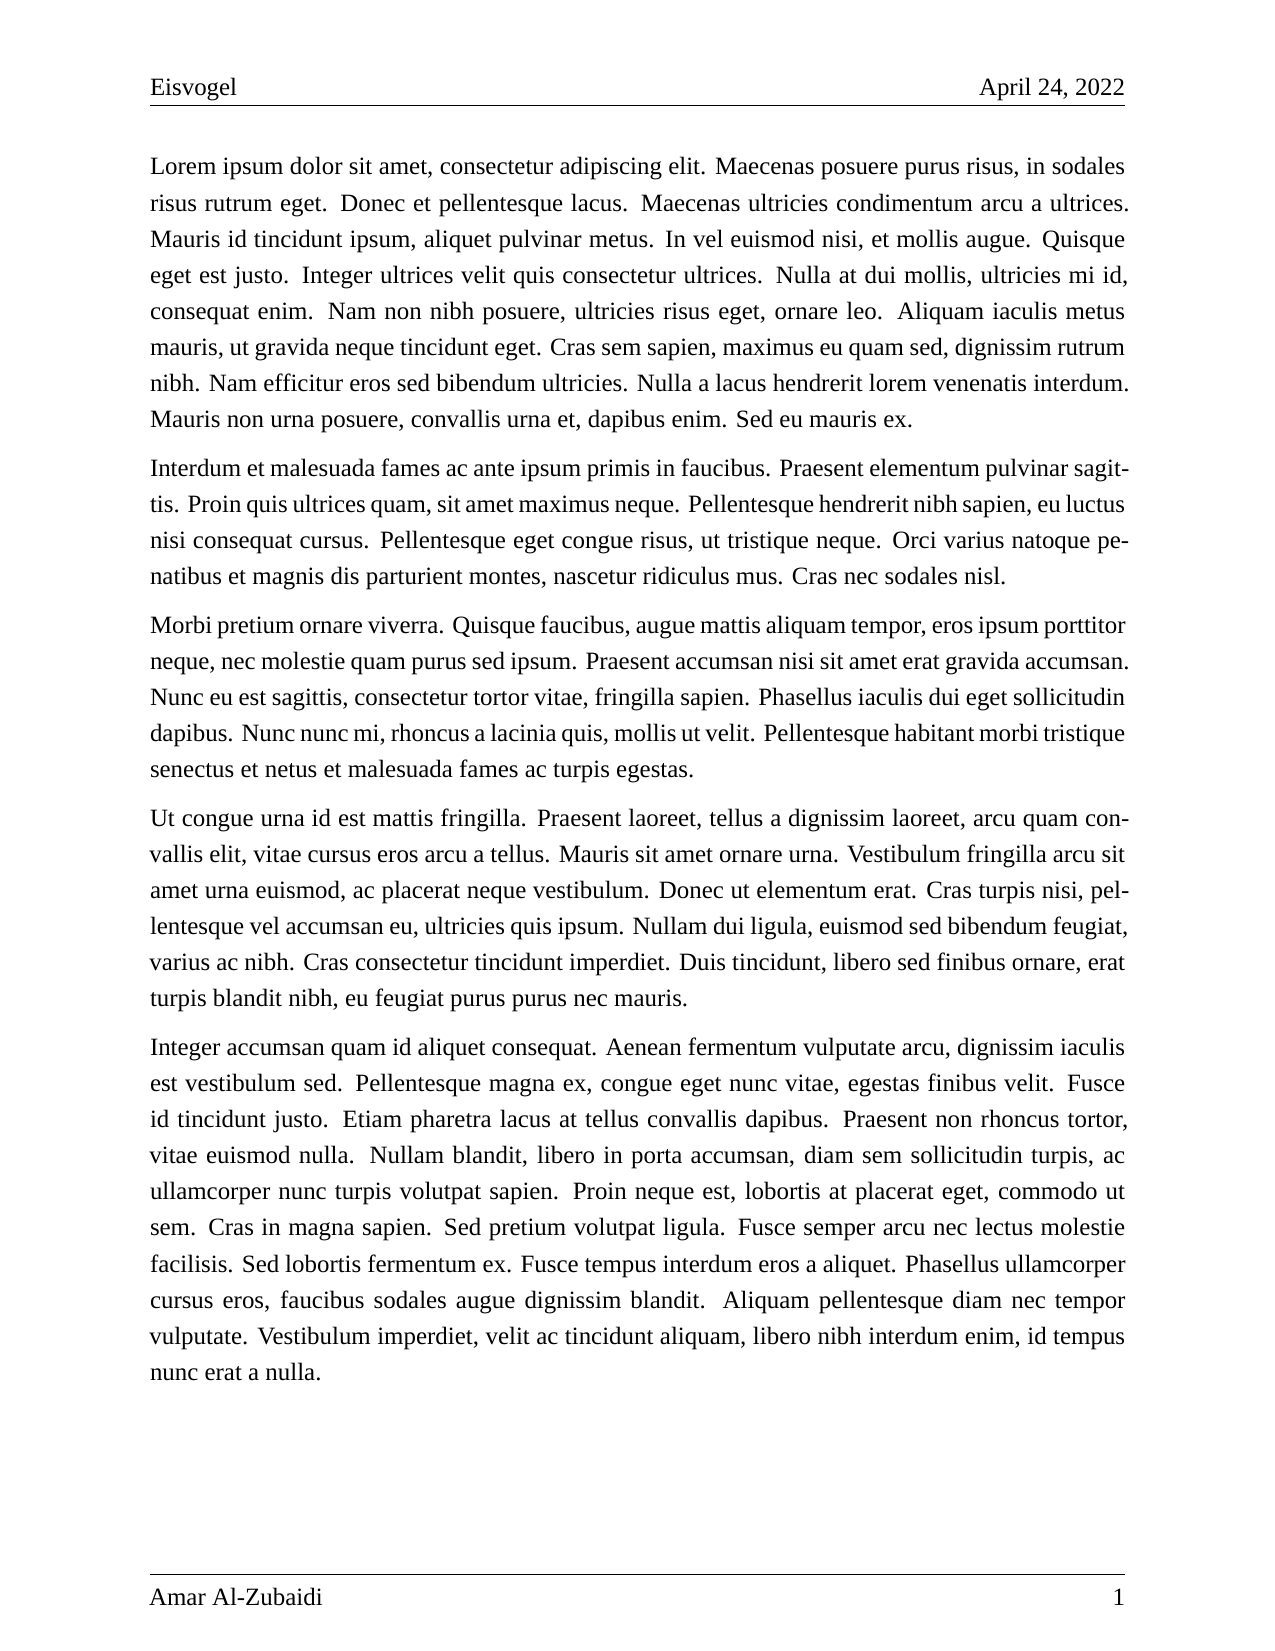 Eisvogel April 24, 2022
Lorem ipsum dolor sit amet, consectetur adipiscing elit. Maecenas posuere purus risus, in sodales
risus rutrum eget. Donec et pellentesque lacus. Maecenas ultricies condimentum arcu a ultrices.
Mauris id tincidunt ipsum, aliquet pulvinar metus. In vel euismod nisi, et mollis augue. Quisque
eget est justo. Integer ultrices velit quis consectetur ultrices. Nulla at dui mollis, ultricies mi id,
consequat enim. Nam non nibh posuere, ultricies risus eget, ornare leo. Aliquam iaculis metus
mauris, ut gravida neque tincidunt eget. Cras sem sapien, maximus eu quam sed, dignissim rutrum
nibh. Nam efficitur eros sed bibendum ultricies. Nulla a lacus hendrerit lorem venenatis interdum.
Mauris non urna posuere, convallis urna et, dapibus enim. Sed eu mauris ex.
Interdum et malesuada fames ac ante ipsum primis in faucibus. Praesent elementum pulvinar sagit-
tis. Proin quis ultrices quam, sit amet maximus neque. Pellentesque hendrerit nibh sapien, eu luctus
nisi consequat cursus. Pellentesque eget congue risus, ut tristique neque. Orci varius natoque pe-
natibus et magnis dis parturient montes, nascetur ridiculus mus. Cras nec sodales nisl.
Morbi pretium ornare viverra. Quisque faucibus, augue mattis aliquam tempor, eros ipsum porttitor
neque, nec molestie quam purus sed ipsum. Praesent accumsan nisi sit amet erat gravida accumsan.
Nunc eu est sagittis, consectetur tortor vitae, fringilla sapien. Phasellus iaculis dui eget sollicitudin
dapibus. Nunc nunc mi, rhoncus a lacinia quis, mollis ut velit. Pellentesque habitant morbi tristique
senectus et netus et malesuada fames ac turpis egestas.
Ut congue urna id est mattis fringilla. Praesent laoreet, tellus a dignissim laoreet, arcu quam con-
vallis elit, vitae cursus eros arcu a tellus. Mauris sit amet ornare urna. Vestibulum fringilla arcu sit
amet urna euismod, ac placerat neque vestibulum. Donec ut elementum erat. Cras turpis nisi, pel-
lentesque vel accumsan eu, ultricies quis ipsum. Nullam dui ligula, euismod sed bibendum feugiat,
varius ac nibh. Cras consectetur tincidunt imperdiet. Duis tincidunt, libero sed finibus ornare, erat
turpis blandit nibh, eu feugiat purus purus nec mauris.
Integer accumsan quam id aliquet consequat. Aenean fermentum vulputate arcu, dignissim iaculis
est vestibulum sed. Pellentesque magna ex, congue eget nunc vitae, egestas finibus velit. Fusce
id tincidunt justo. Etiam pharetra lacus at tellus convallis dapibus. Praesent non rhoncus tortor,
vitae euismod nulla. Nullam blandit, libero in porta accumsan, diam sem sollicitudin turpis, ac
ullamcorper nunc turpis volutpat sapien. Proin neque est, lobortis at placerat eget, commodo ut
sem. Cras in magna sapien. Sed pretium volutpat ligula. Fusce semper arcu nec lectus molestie
facilisis. Sed lobortis fermentum ex. Fusce tempus interdum eros a aliquet. Phasellus ullamcorper
cursus eros, faucibus sodales augue dignissim blandit. Aliquam pellentesque diam nec tempor
vulputate. Vestibulum imperdiet, velit ac tincidunt aliquam, libero nibh interdum enim, id tempus
nunc erat a nulla.
Amar Al-Zubaidi 1